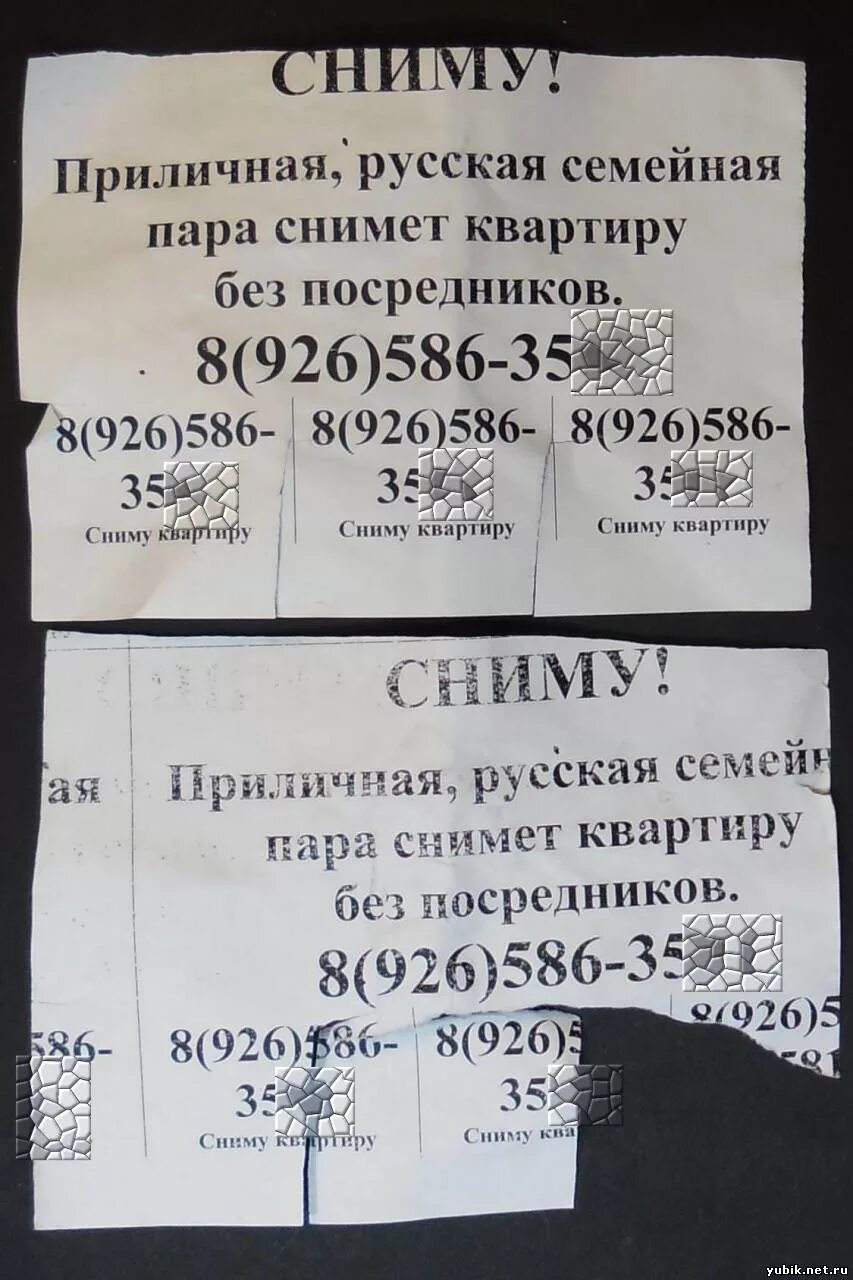 СНИМУ!
Приличная, русская семейная
пара снимет квартиру
без посредников.
8(926)586-35
8(926)586-
35
Сниму квартиру
8(926)586-
35
Сниму квартиру
8(926)586-
35
Сниму квартиру
СНИМУ!
ая
Приличная, русская семейн
пара снимет квартиру
без посредников.
8(926)586-35
586-
8(926)586-
35
Сниму квартиру
8(926)5
35
Сниму ква
8(926)5
yubik.net.ru